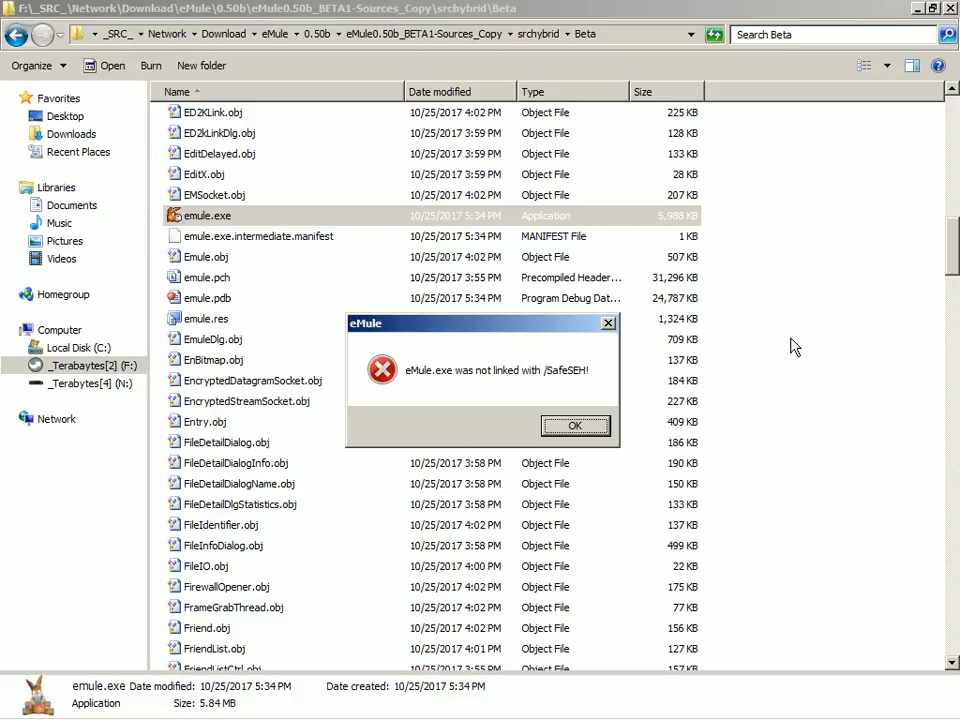 F:\_SRC_\Network\Download\eMule\0.50b\eMule0.50b_BETA1-Sources_Copy\srchybrid\Beta
_SRC_ Network Download eMule 0.50b eMule0.50b_BETA1-Sources_Copy srchybrid Beta Search Beta
Organize Open Burn New folder
Name Date modified Type Size
Favorites
Desktop
Downloads
Recent Places
Libraries
Documents
Music
Pictures
Videos
Homegroup
Computer
Local Disk (C:)
_Terabaytes[2] (F:)
_Terabytes[4] (N:)
Network
ED2KLink.obj 10/25/2017 4:02 PM Object File 225 KB
ED2kLinkDlg.obj 10/25/2017 3:59 PM Object File 128 KB
EditDelayed.obj 10/25/2017 3:59 PM Object File 133 KB
EditX.obj 10/25/2017 3:59 PM Object File 28 KB
EMSocket.obj 10/25/2017 4:02 PM Object File 207 KB
emule.exe 10/25/2017 5:34 PM Application 5,988 KB
emule.exe.intermediate.manifest 10/25/2017 5:34 PM MANIFEST File 1 KB
Emule.obj 10/25/2017 4:02 PM Object File 507 KB
emule.pch 10/25/2017 3:55 PM Precompiled Header... 31,296 KB
emule.pdb 10/25/2017 5:34 PM Program Debug Dat... 24,787 KB
emule.res 1,324 KB
EmuleDlg.obj 709 KB
EnBitmap.obj 137 KB
EncryptedDatagramSocket.obj 184 KB
EncryptedStreamSocket.obj 227 KB
Entry.obj 409 KB
FileDetailDialog.obj 186 KB
FileDetailDialogInfo.obj 10/25/2017 3:58 PM Object File 190 KB
FileDetailDialogName.obj 10/25/2017 3:58 PM Object File 150 KB
FileDetailDlgStatistics.obj 10/25/2017 3:58 PM Object File 133 KB
FileIdentifier.obj 10/25/2017 4:02 PM Object File 137 KB
FileInfoDialog.obj 10/25/2017 3:58 PM Object File 499 KB
FileIO.obj 10/25/2017 4:00 PM Object File 22 KB
FirewallOpener.obj 10/25/2017 4:02 PM Object File 175 KB
FrameGrabThread.obj 10/25/2017 4:02 PM Object File 77 KB
Friend.obj 10/25/2017 4:02 PM Object File 156 KB
FriendList.obj 10/25/2017 4:01 PM Object File 127 KB
FriendListCtrl.obj 10/25/2017 3:55 PM Object File 157 KB
eMule
eMule.exe was not linked with /SafeSEH!
OK
emule.exe Date modified: 10/25/2017 5:34 PM Date created: 10/25/2017 5:34 PM
Application Size: 5.84 MB